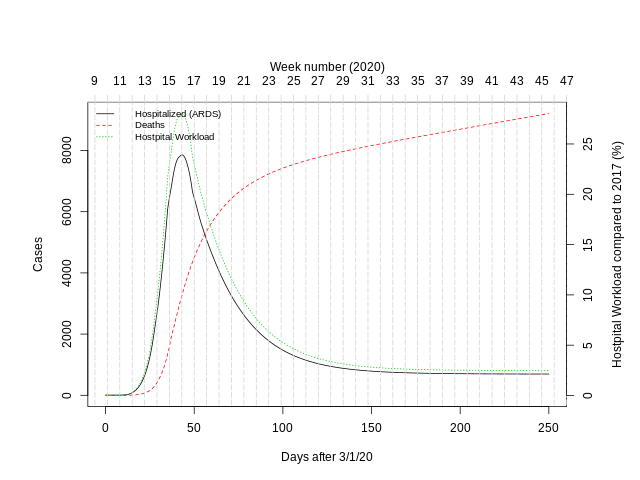 Week number (2020)
9 11 13 15 17 19 21 23 25 27 29 31 33 35 37 39 41 43 45 47
Hospitalized (ARDS)
Deaths
Hostpital Workload
Cases
0 2000 4000 6000 8000
0 5 10 15 20 25
Hostpital Workload compared to 2017 (%)
0 50 100 150 200 250
Days after 3/1/20